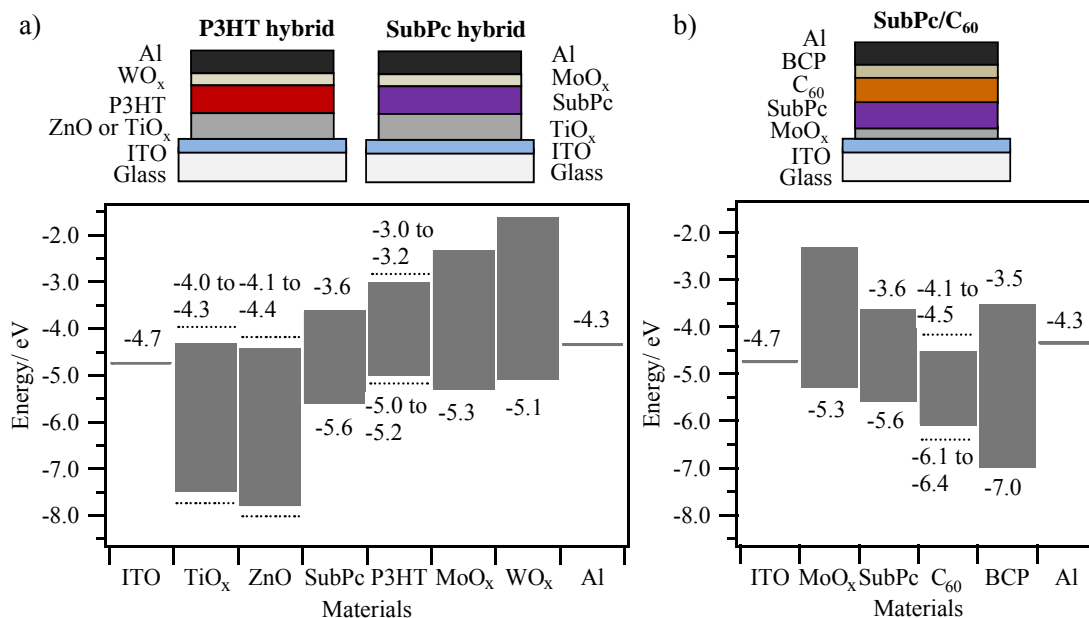 a)
P3HT hybrid
Al
WOₓ
P3HT
ZnO or TiOₓ
ITO
Glass
SubPc hybrid
Al
MoOₓ
SubPc
TiOₓ
ITO
Glass
Energy/ eV
-2.0
-3.0
-4.0
-5.0
-6.0
-7.0
-8.0
-4.7
-4.0 to
-4.3
-4.1 to
-4.4
-3.6
-5.6
-3.0 to
-3.2
-5.0 to
-5.2
-5.3
-5.1
-4.3
ITO TiOₓ ZnO SubPc P3HT MoOₓ WOₓ Al
Materials
b)
SubPc/C₆₀
Al
BCP
C₆₀
SubPc
MoOₓ
ITO
Glass
Energy/ eV
-2.0
-3.0
-4.0
-5.0
-6.0
-7.0
-8.0
-4.7
-5.3
-3.6
-5.6
-4.1 to
-4.5
-6.1 to
-6.4
-3.5
-7.0
-4.3
ITO MoOₓ SubPc C₆₀ BCP Al
Materials